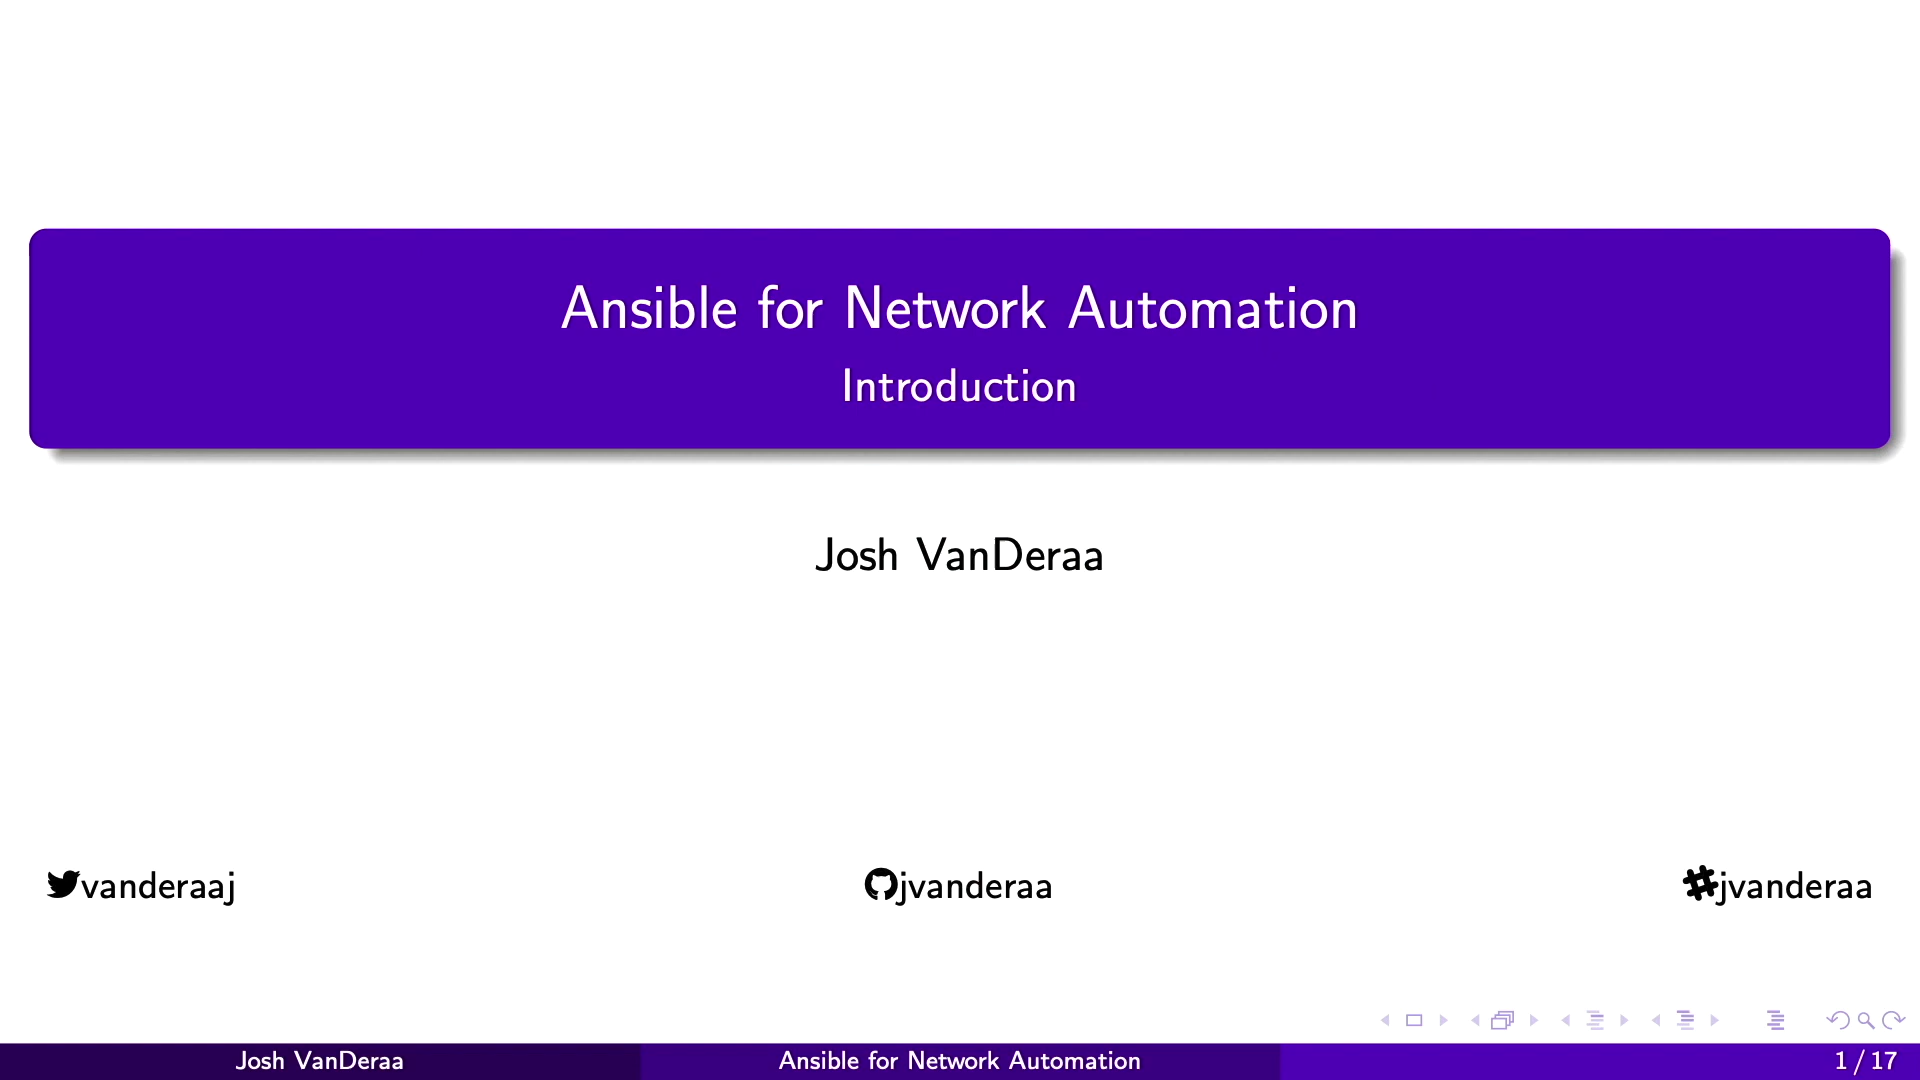 Ansible for Network Automation
Introduction
Josh VanDeraa
vanderaaj
jvanderaa
jvanderaa
Josh VanDeraa
Ansible for Network Automation
1 / 17